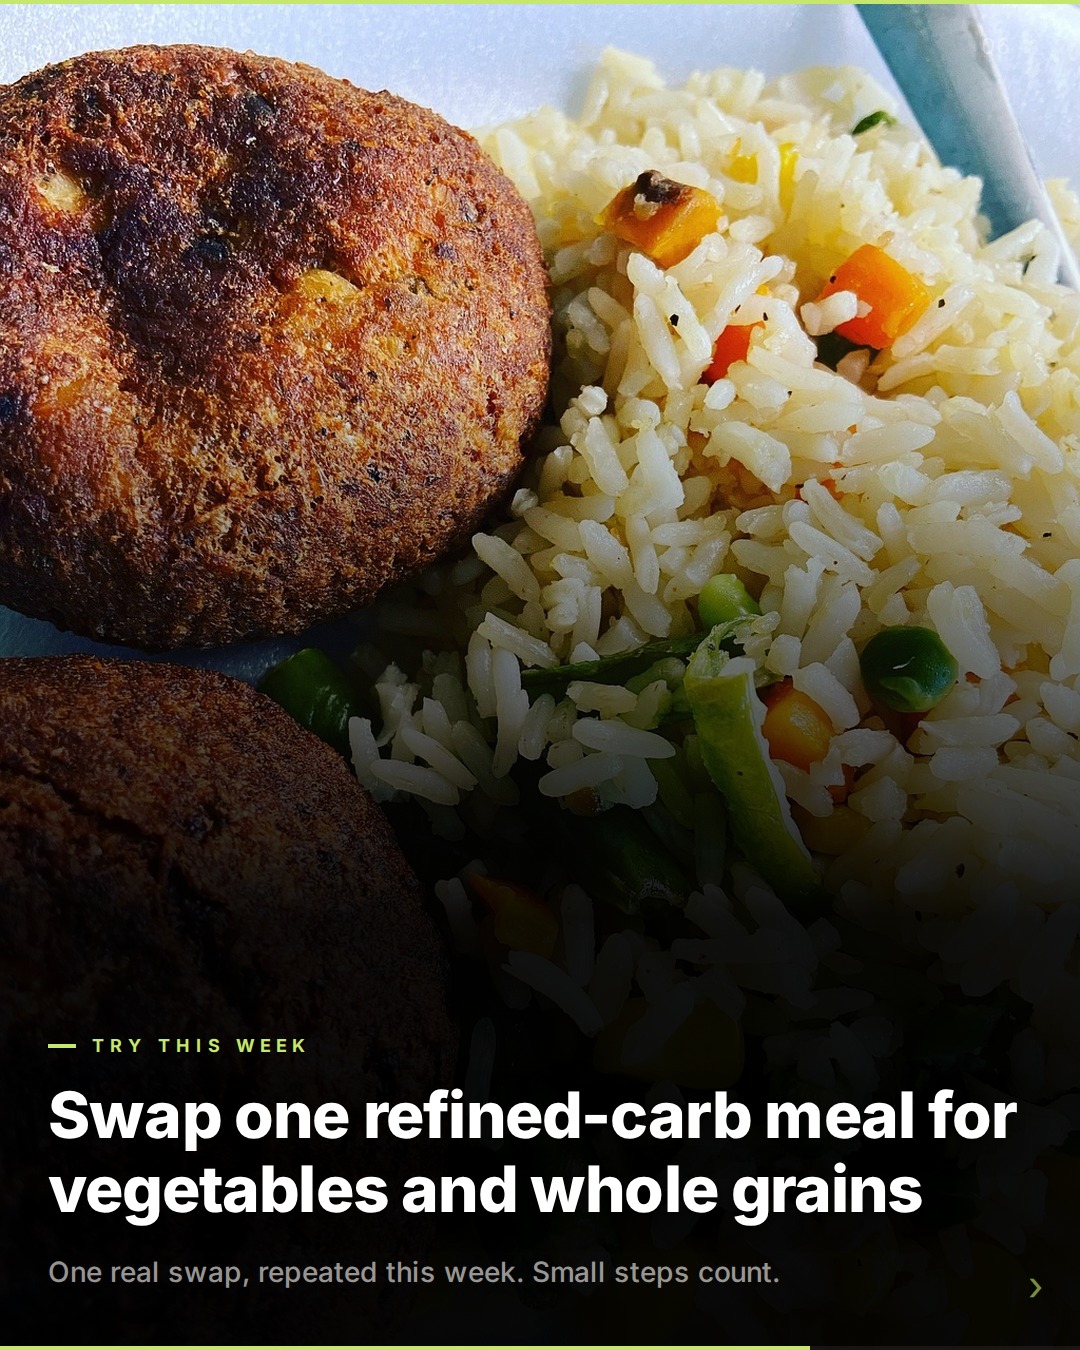 TRY THIS WEEK
Swap one refined-carb meal for
vegetables and whole grains
One real swap, repeated this week. Small steps count.
›